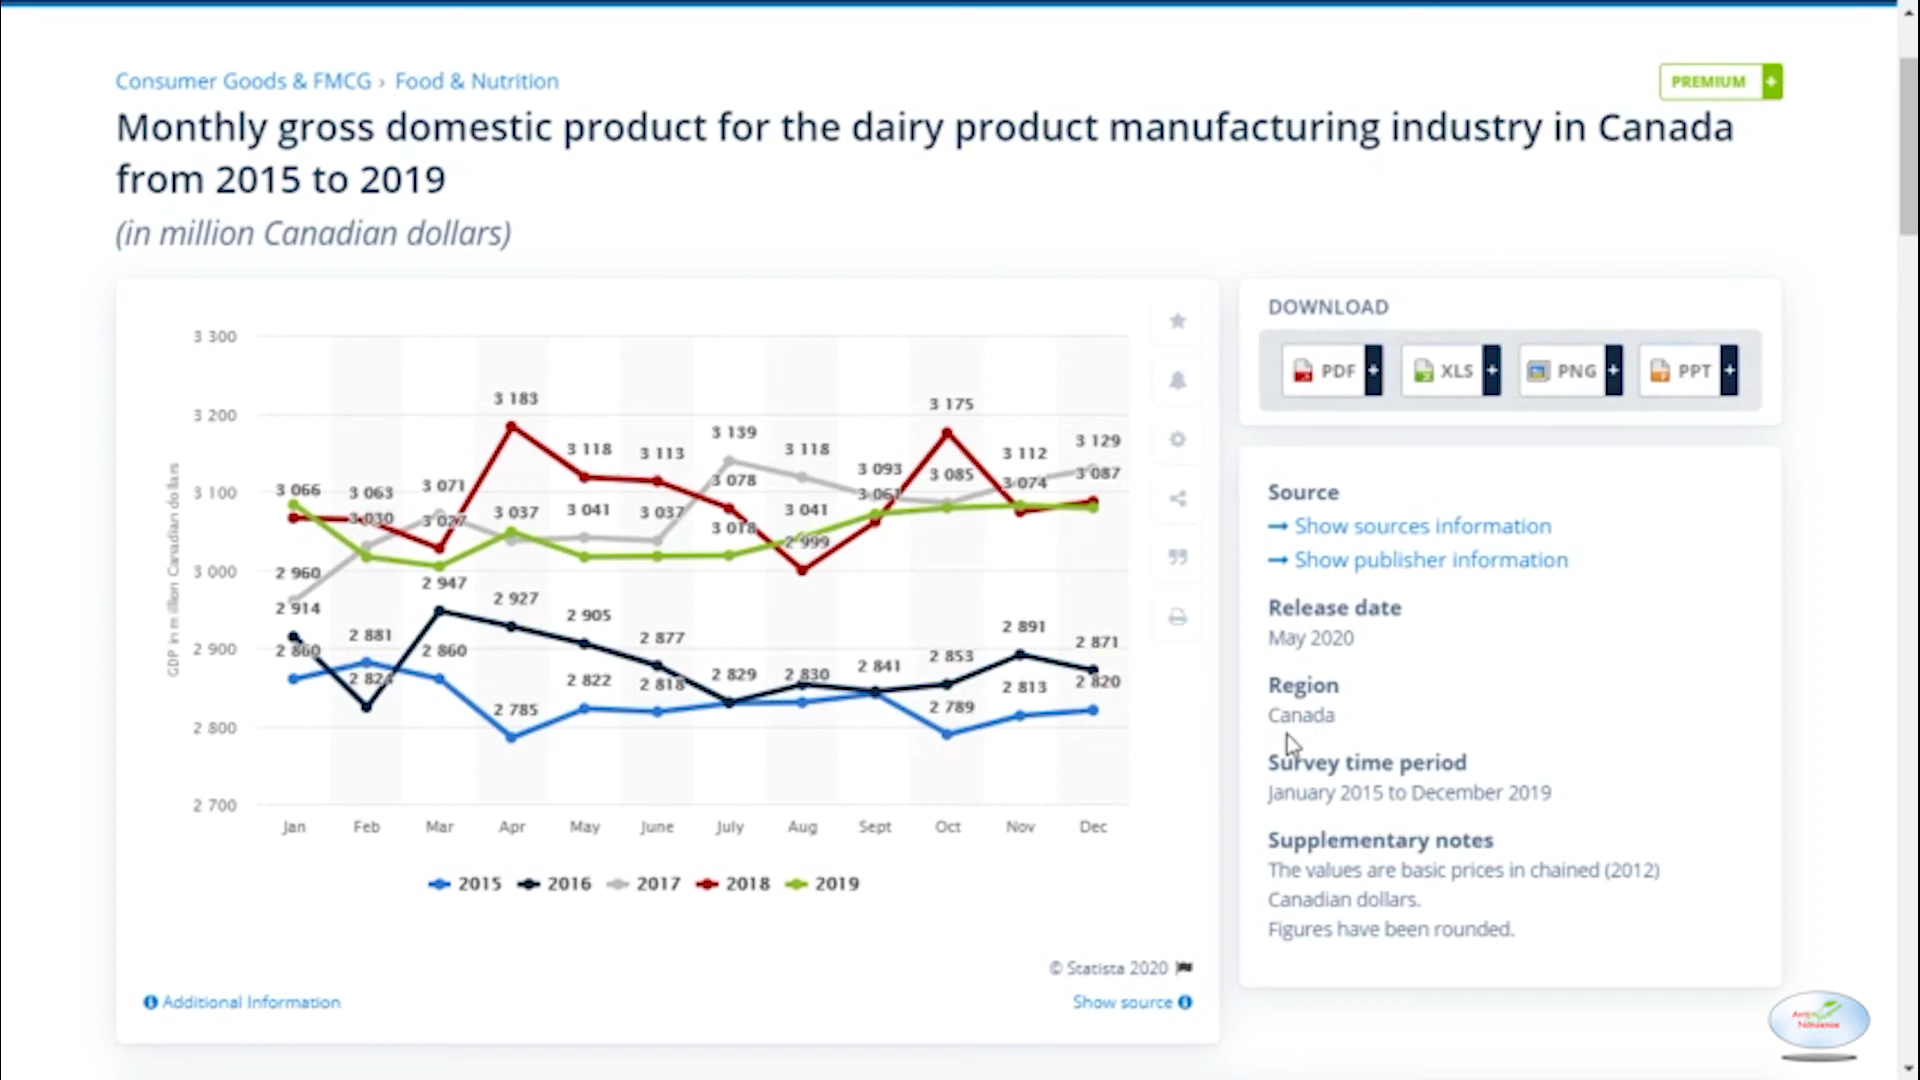 Consumer Goods & FMCG › Food & Nutrition
PREMIUM +
Monthly gross domestic product for the dairy product manufacturing industry in Canada
from 2015 to 2019
(in million Canadian dollars)
DOWNLOAD
PDF + XLS + PNG + PPT +
GDP in million Canadian dollars
3 300
3 200
3 100
3 000
2 900
2 800
2 700
3 183
3 175
3 139
3 129
3 118 3 113 3 118 3 112
3 093
3 085 3 087
3 066 3 063 3 071 3 078 3 061 3 074
3 030 3 027 3 037 3 041 3 037 3 018 3 041
2 999
2 960 2 947
2 914 2 927 2 905
2 881 2 877 2 891 2 871
2 860 2 860 2 853
2 824 2 822 2 818 2 829 2 830 2 841 2 813 2 820
2 785 2 789
Jan Feb Mar Apr May June July Aug Sept Oct Nov Dec
2015 2016 2017 2018 2019
© Statista 2020
Additional Information
Show source
Source
Show sources information
Show publisher information
Release date
May 2020
Region
Canada
Survey time period
January 2015 to December 2019
Supplementary notes
The values are basic prices in chained (2012)
Canadian dollars.
Figures have been rounded.